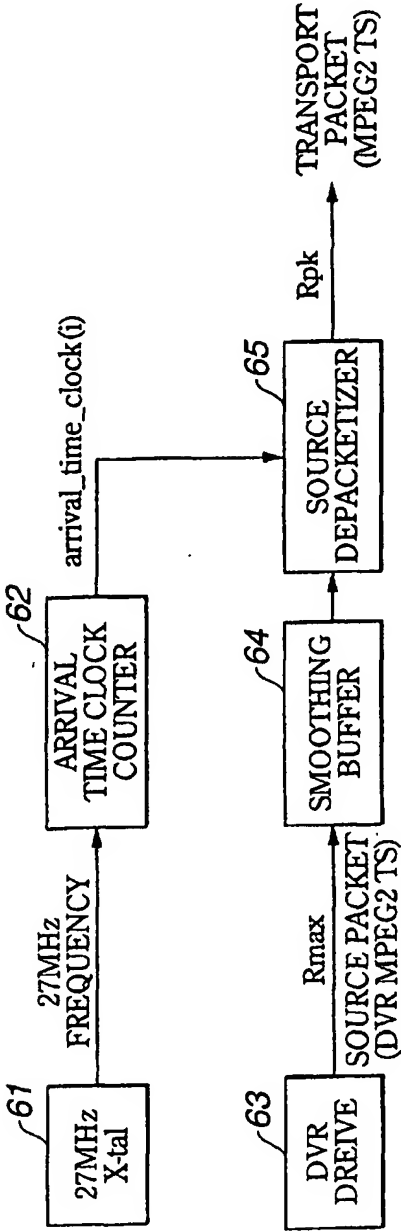 61
27MHz
X-tal
27MHz
FREQUENCY
62
ARRIVAL
TIME CLOCK
COUNTER
arrival_time_clock(i)
63
DVR
DREIVE
Rmax
SOURCE PACKET
(DVR MPEG2 TS)
64
SMOOTHING
BUFFER
65
SOURCE
DEPACKETIZER
Rpk
TRANSPORT
PACKET
(MPEG2 TS)